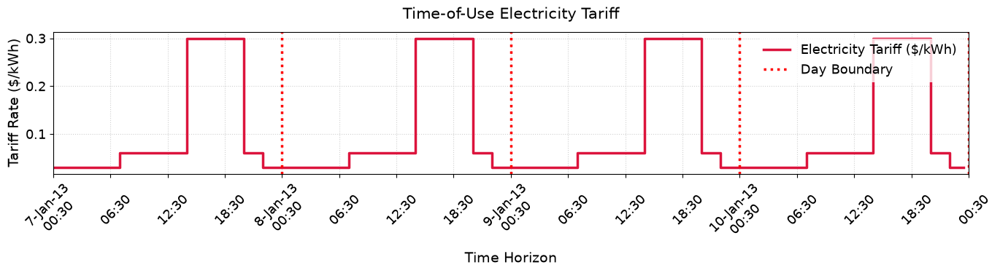 Time-of-Use Electricity Tariff
Tariff Rate ($/kWh)
0.3
0.2
0.1
Electricity Tariff ($/kWh)
Day Boundary
7-Jan-13
00:30
06:30
12:30
18:30
8-Jan-13
00:30
06:30
12:30
18:30
9-Jan-13
00:30
06:30
12:30
18:30
10-Jan-13
00:30
06:30
12:30
18:30
00:30
Time Horizon